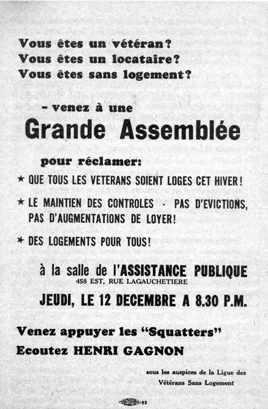 Vous êtes un vétéran?
Vous êtes un locataire?
Vous êtes sans logement?
- venez à une
Grande Assemblée
pour réclamer:
★ QUE TOUS LES VETERANS SOIENT LOGES CET HIVER!
★ LE MAINTIEN DES CONTROLES - PAS D'EVICTIONS,
PAS D'AUGMENTATIONS DE LOYER!
★ DES LOGEMENTS POUR TOUS!
à la salle de l'ASSISTANCE PUBLIQUE
458 EST, RUE LAGAUCHETIERE
JEUDI, LE 12 DECEMBRE A 8.30 P.M.
Venez appuyer les "Squatters"
Ecoutez HENRI GAGNON
sous les auspices de la Ligue des
Vétérans Sans Logement